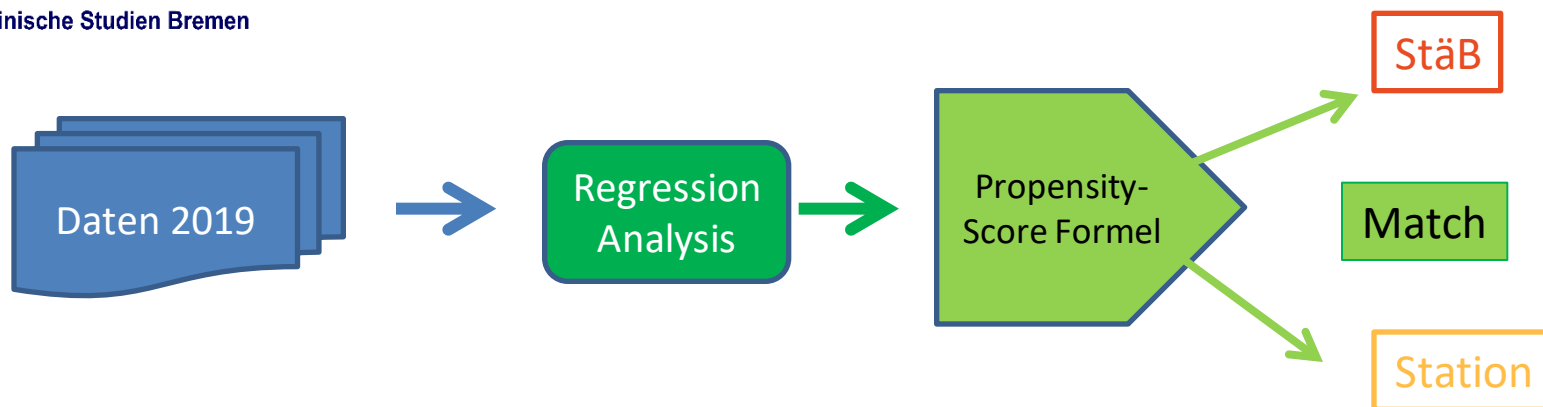 inische Studien Bremen
StäB
Daten 2019
Regression
Analysis
Propensity-
Score Formel
Match
Station